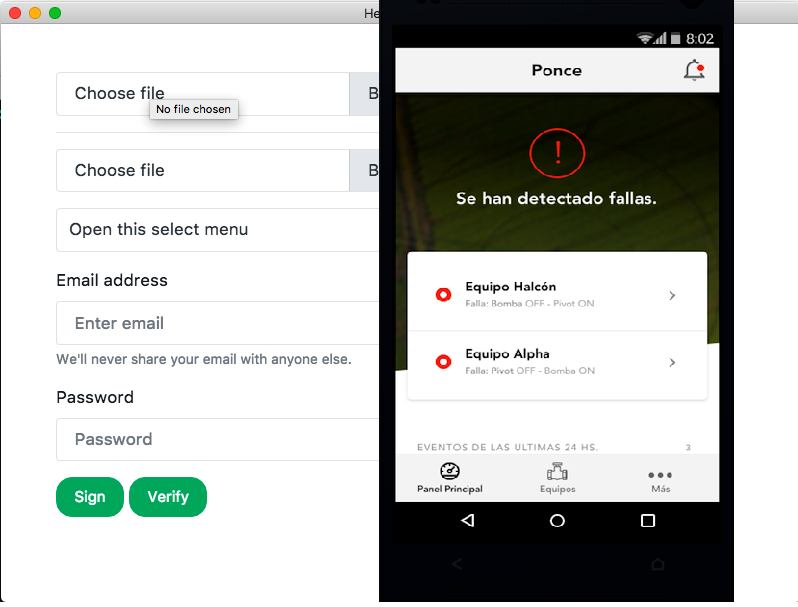 He
Choose file
B
No file chosen
Choose file
B
Open this select menu
Email address
Enter email
We'll never share your email with anyone else.
Password
Password
Sign
Verify
8:02
Ponce
!
Se han detectado fallas.
Equipo Halcón
Falla: Bomba OFF - Pivot ON
Equipo Alpha
Falla: Pivot OFF - Bomba ON
EVENTOS DE LAS ULTIMAS 24 HS. 3
Panel Principal
Equipos
Más